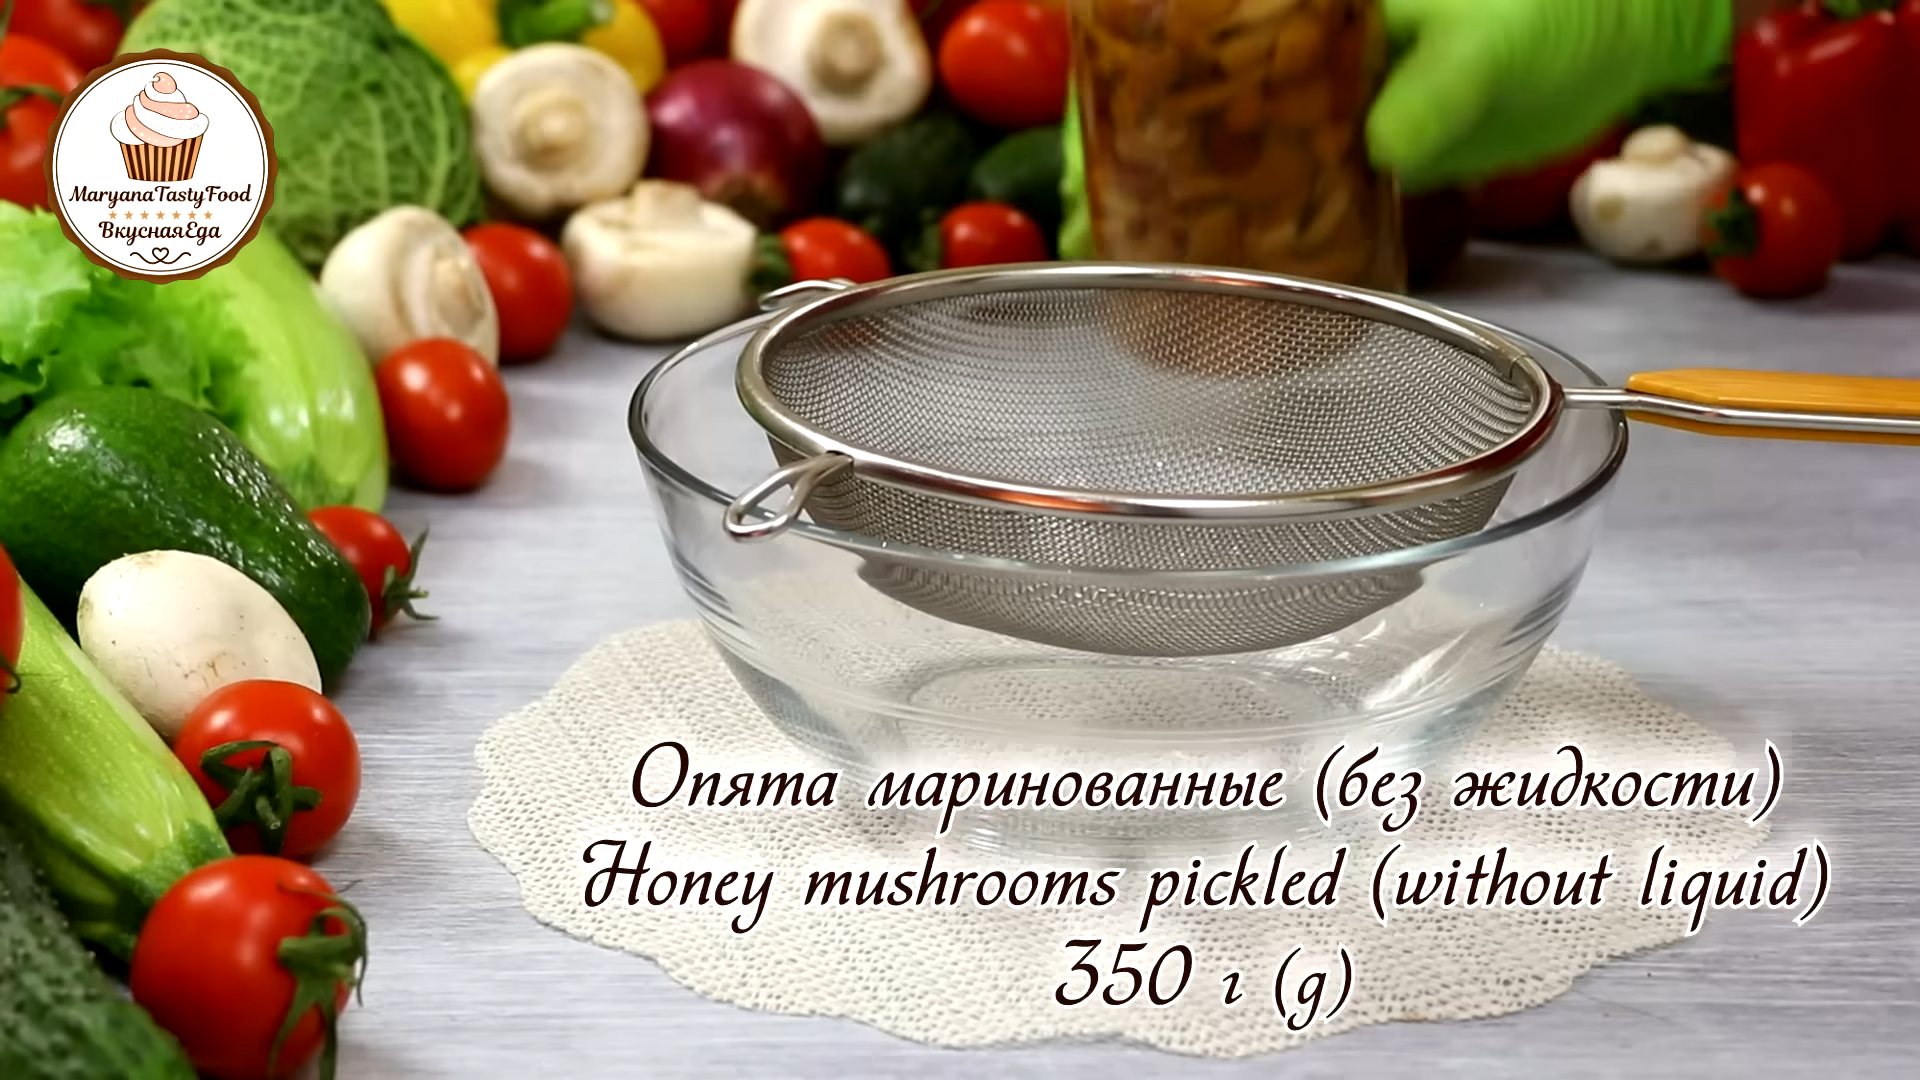 MaryanaTastyFood
ВкуснаяЕда
Опята маринованные (без жидкости)
Honey mushrooms pickled (without liquid)
350 г (g)